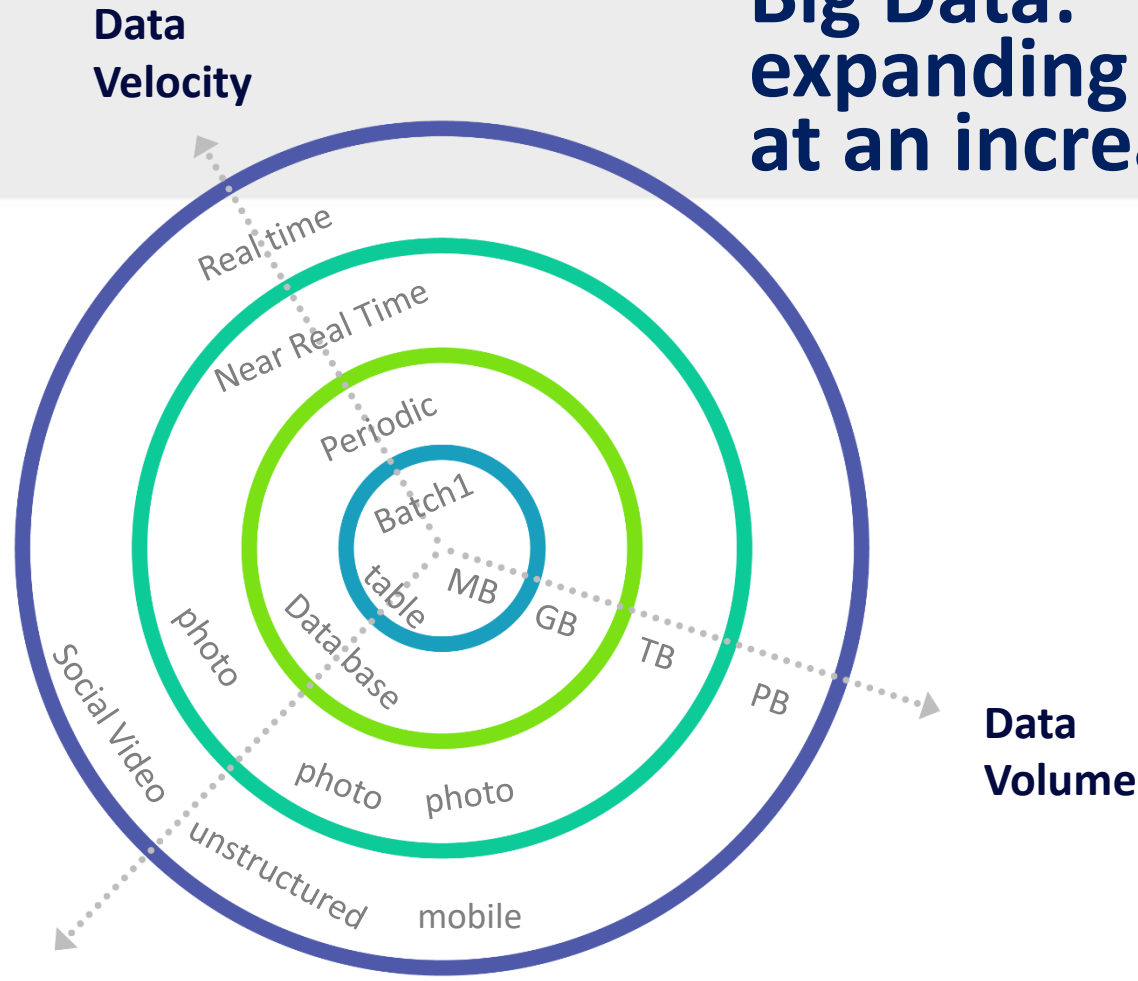 Data
Velocity
Big Data:
expanding
at an increa
Real time
Near Real Time
Periodic
Batch1
table
MB
GB
TB
PB
Data base
photo
Social Video
photo
photo
unstructured
mobile
Data
Volume